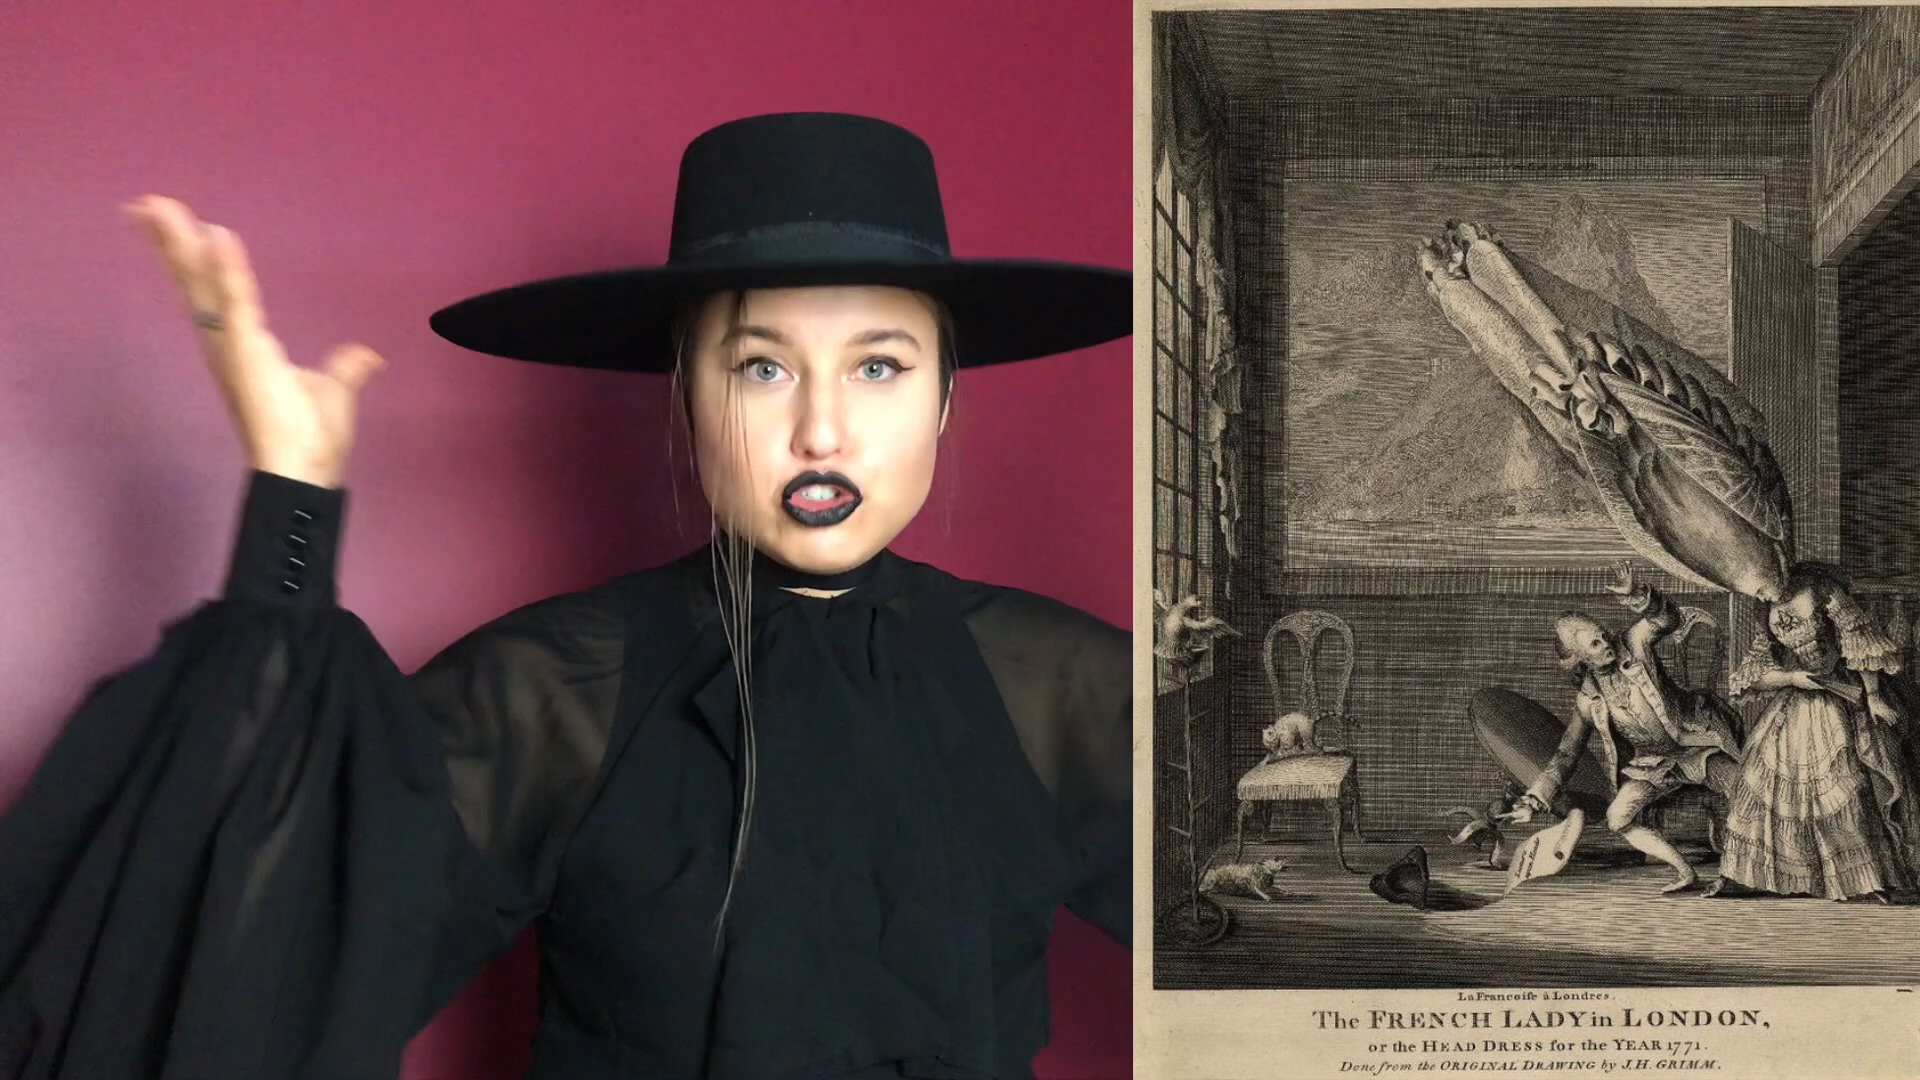 La Francoiſe à Londres.
The FRENCH LADY in LONDON,
or the HEAD DRESS for the YEAR 1771.
Done from the ORIGINAL DRAWING by J.H. GRIMM.